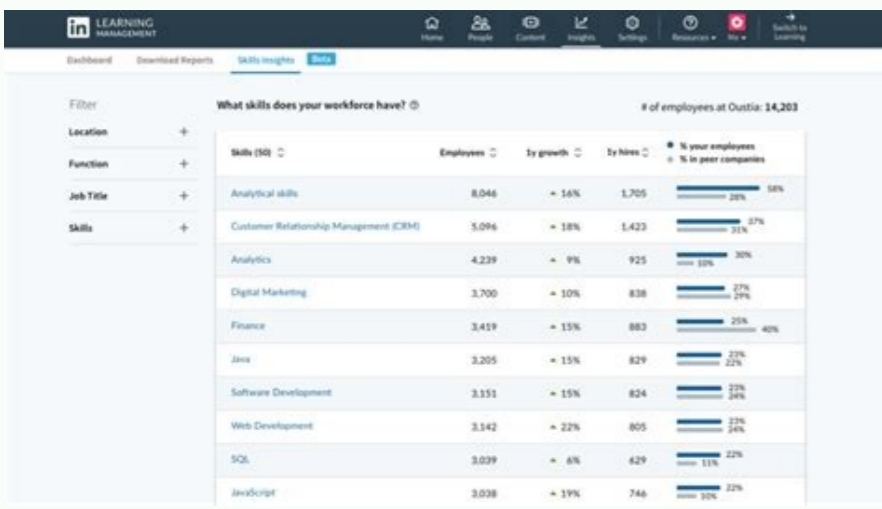 in LEARNING MANAGEMENT
Home People Content Insights Settings Resources Me Switch to Learning
Dashboard Download Reports Skills Insights Beta
Filter
Location +
Function +
Job Title +
Skills +
What skills does your workforce have?
# of employees at Oustia: 14,203
Skills (50) Employees 1y growth 1y hires % your employees
% in peer companies
Analytical skills 8,046 16% 1,705 58%
28%
Customer Relationship Management (CRM) 5,096 18% 1,423 37%
31%
Analytics 4,239 9% 925 30%
10%
Digital Marketing 3,700 10% 838 27%
29%
Finance 3,419 15% 883 25%
40%
Java 3,205 15% 829 23%
22%
Software Development 3,151 15% 824 23%
24%
Web Development 3,142 22% 805 23%
24%
SQL 3,039 6% 629 22%
11%
JavaScript 3,038 19% 746 22%
10%